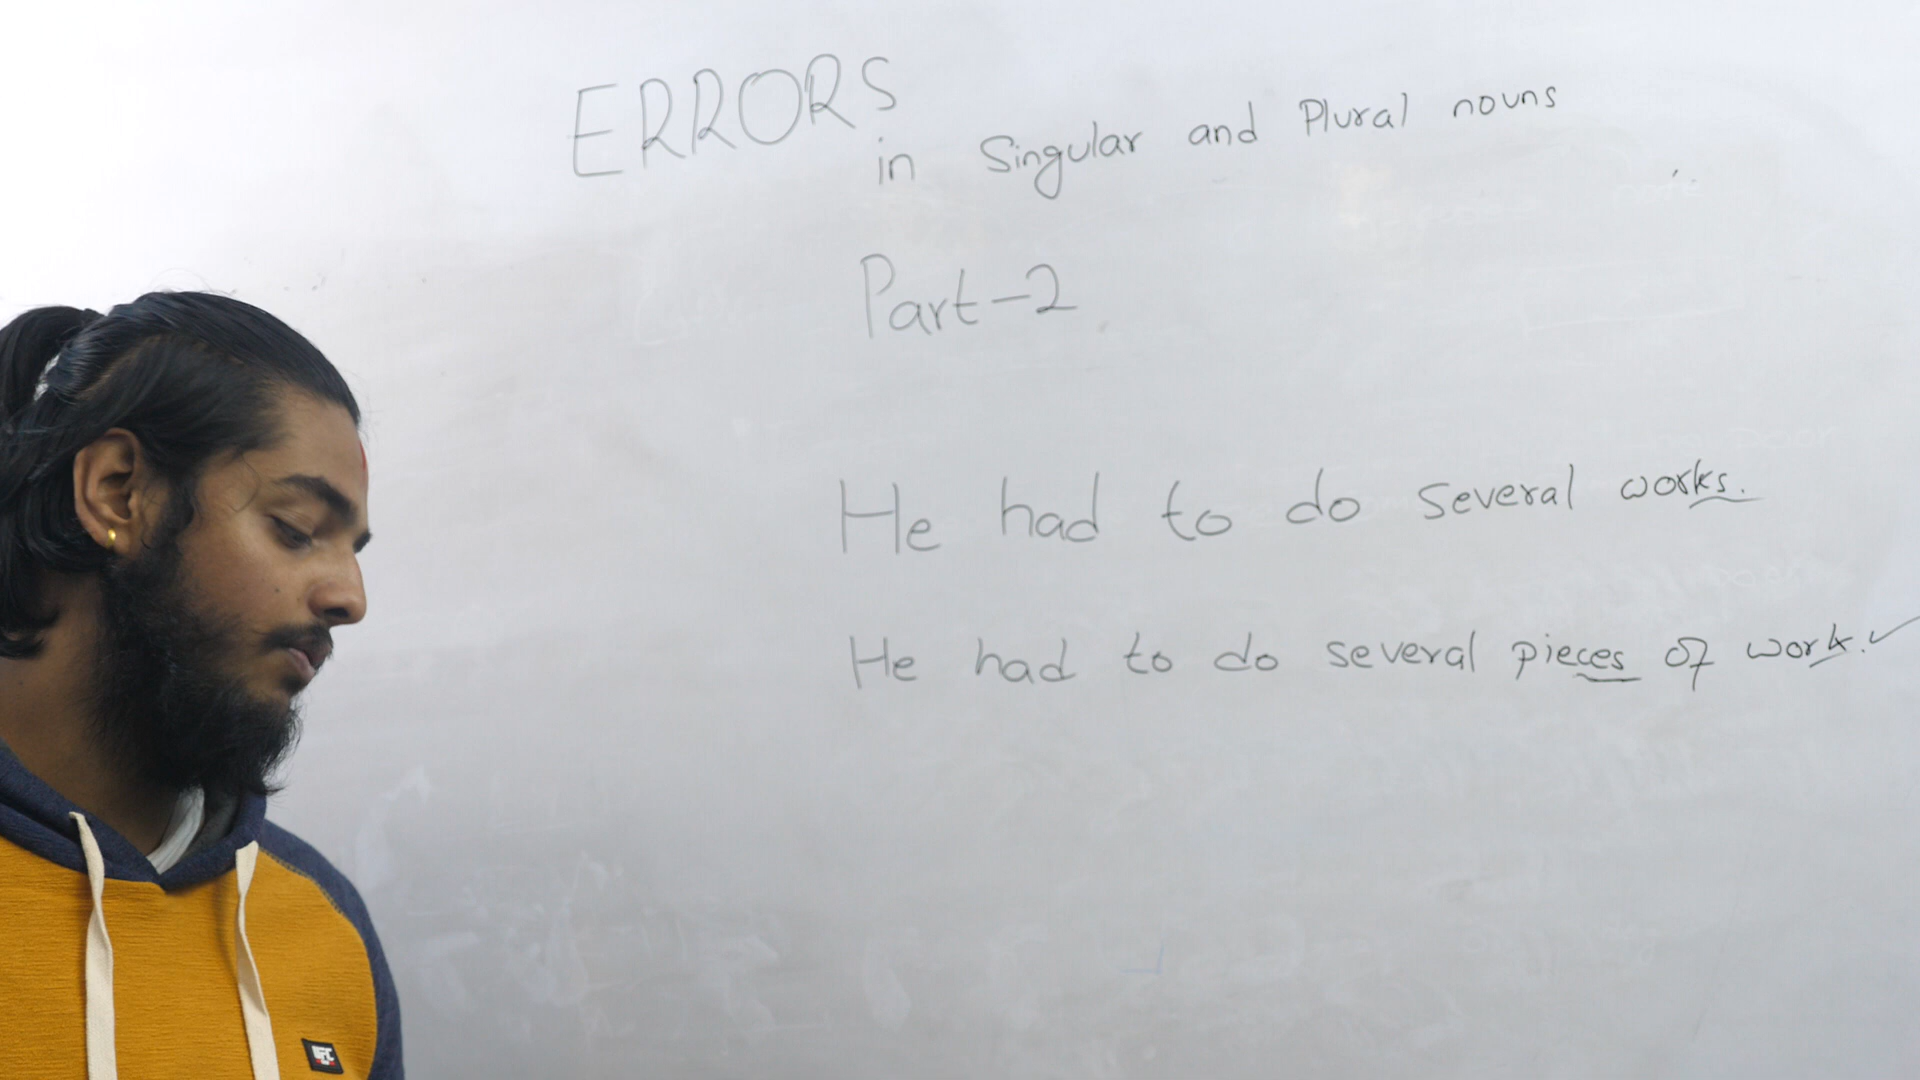 ERRORS
in Singular and Plural nouns
Part-2
He had to do several works.
He had to do several pieces of work.